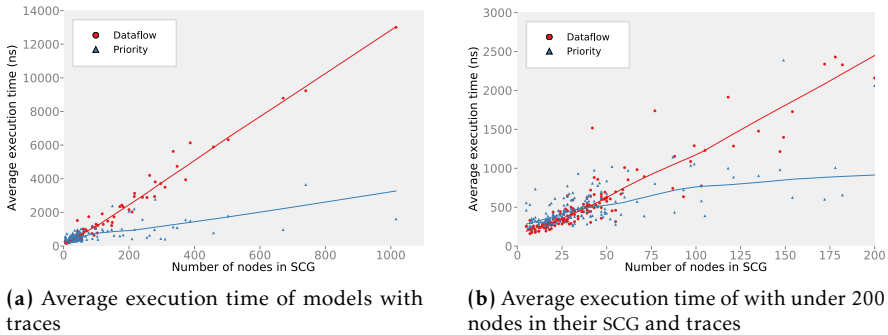 14000
12000
10000
8000
6000
4000
2000
0
Average execution time (ns)
Dataflow
Priority
0 200 400 600 800 1000
Number of nodes in SCG
(a) Average execution time of models with
traces
3000
2500
2000
1500
1000
500
0
Average execution time (ns)
Dataflow
Priority
0 25 50 75 100 125 150 175 200
Number of nodes in SCG
(b) Average execution time of with under 200
nodes in their SCG and traces